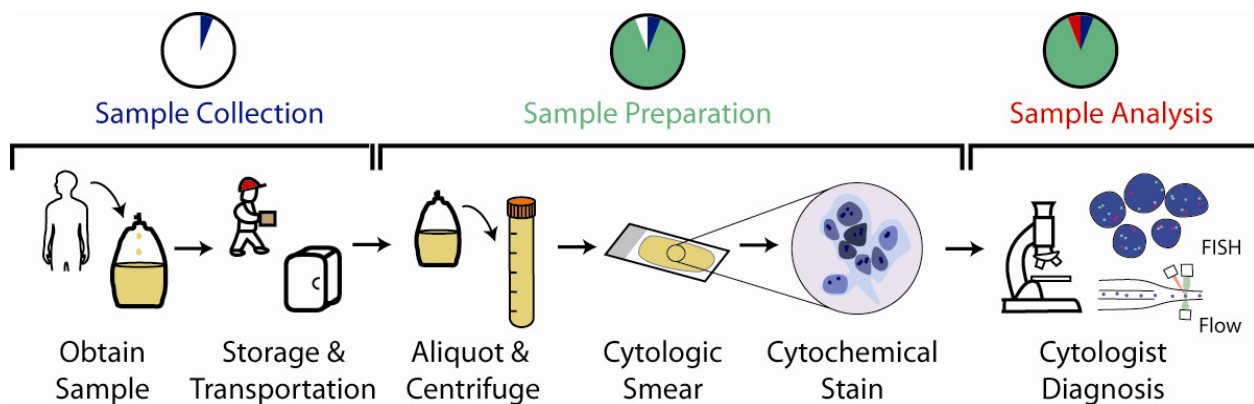 Sample Collection
Sample Preparation
Sample Analysis
FISH
Flow
Obtain
Sample
Storage &
Transportation
Aliquot &
Centrifuge
Cytologic
Smear
Cytochemical
Stain
Cytologist
Diagnosis